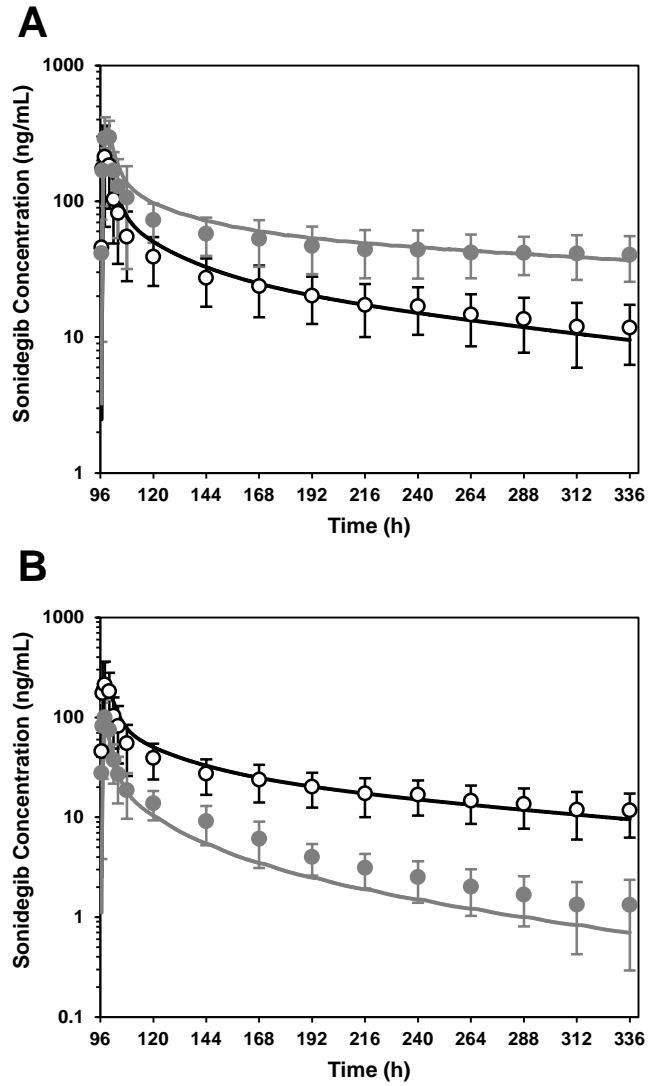 A
1000
100
10
1
Sonidegib Concentration (ng/mL)
96 120 144 168 192 216 240 264 288 312 336
Time (h)
B
1000
100
10
1
0.1
Sonidegib Concentration (ng/mL)
96 120 144 168 192 216 240 264 288 312 336
Time (h)